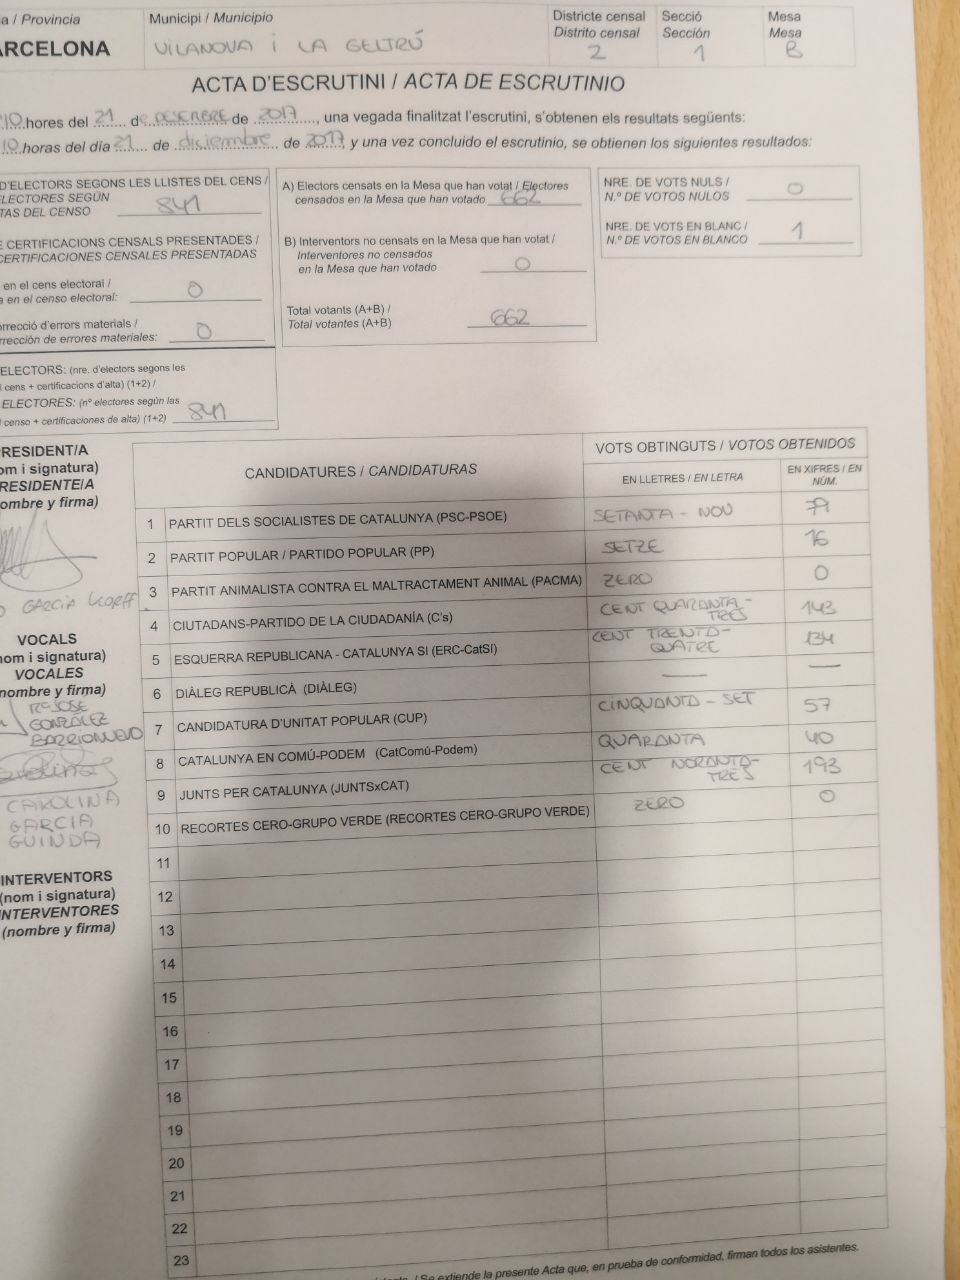 a / Provincia
Municipi / Municipio
Districte censal
Distrito censal
Secció
Sección
Mesa
Mesa
ARCELONA
VILANOVA i LA GELTRÚ
2
1
B
ACTA D'ESCRUTINI / ACTA DE ESCRUTINIO
10 hores del 21 de DESEMBRE de 2017, una vegada finalitzat l'escrutini, s'obtenen els resultats següents:
10 horas del día 21 de diciembre de 2017, y una vez concluido el escrutinio, se obtienen los siguientes resultados:
D'ELECTORS SEGONS LES LLISTES DEL CENS /
ELECTORES SEGÚN
TAS DEL CENSO 841
E CERTIFICACIONS CENSALS PRESENTADES /
CERTIFICACIONES CENSALES PRESENTADAS
en el cens electoral /
a en el censo electoral: 0
orrecció d'errors materials /
rrección de errores materiales: 0
ELECTORS: (nre. d'electors segons les
l cens + certificacions d'alta) (1+2) /
ELECTORES: (nº electores según las
l censo + certificaciones de alta) (1+2) 841
A) Electors censats en la Mesa que han votat / Electores
censados en la Mesa que han votado 662
B) Interventors no censats en la Mesa que han votat /
Interventores no censados
en la Mesa que han votado 0
Total votants (A+B) /
Total votantes (A+B) 662
NRE. DE VOTS NULS /
N.º DE VOTOS NULOS 0
NRE. DE VOTS EN BLANC /
N.º DE VOTOS EN BLANCO 1
RESIDENT/A
om i signatura)
RESIDENTE/A
ombre y firma)
GARCIA KORFF
VOCALS
nom i signatura)
VOCALES
nombre y firma)
Mª JOSE
GONZÁLEZ
BARRIONUEVO
CAROLINA
GARCIA
GUINDA
INTERVENTORS
(nom i signatura)
INTERVENTORES
(nombre y firma)
CANDIDATURES / CANDIDATURAS
VOTS OBTINGUTS / VOTOS OBTENIDOS
EN LLETRES / EN LETRA
EN XIFRES / EN
NÚM.
1 PARTIT DELS SOCIALISTES DE CATALUNYA (PSC-PSOE) SETANTA - NOU 79
2 PARTIT POPULAR / PARTIDO POPULAR (PP) SETZE 16
3 PARTIT ANIMALISTA CONTRA EL MALTRACTAMENT ANIMAL (PACMA) ZERO 0
4 CIUTADANS-PARTIDO DE LA CIUDADANÍA (C's) CENT QUARANTA - TRES 143
5 ESQUERRA REPUBLICANA - CATALUNYA SI (ERC-CatSI) CENT TRENTA - QUATRE 134
6 DIÀLEG REPUBLICÀ (DIÀLEG) — —
7 CANDIDATURA D'UNITAT POPULAR (CUP) CINQUANTA - SET 57
8 CATALUNYA EN COMÚ-PODEM (CatComú-Podem) QUARANTA 40
9 JUNTS PER CATALUNYA (JUNTSxCAT) CENT NORANTA - TRES 193
10 RECORTES CERO-GRUPO VERDE (RECORTES CERO-GRUPO VERDE) ZERO 0
11
12
13
14
15
16
17
18
19
20
21
22
23
/ Se extiende la presente Acta que, en prueba de conformidad, firman todos los asistentes.